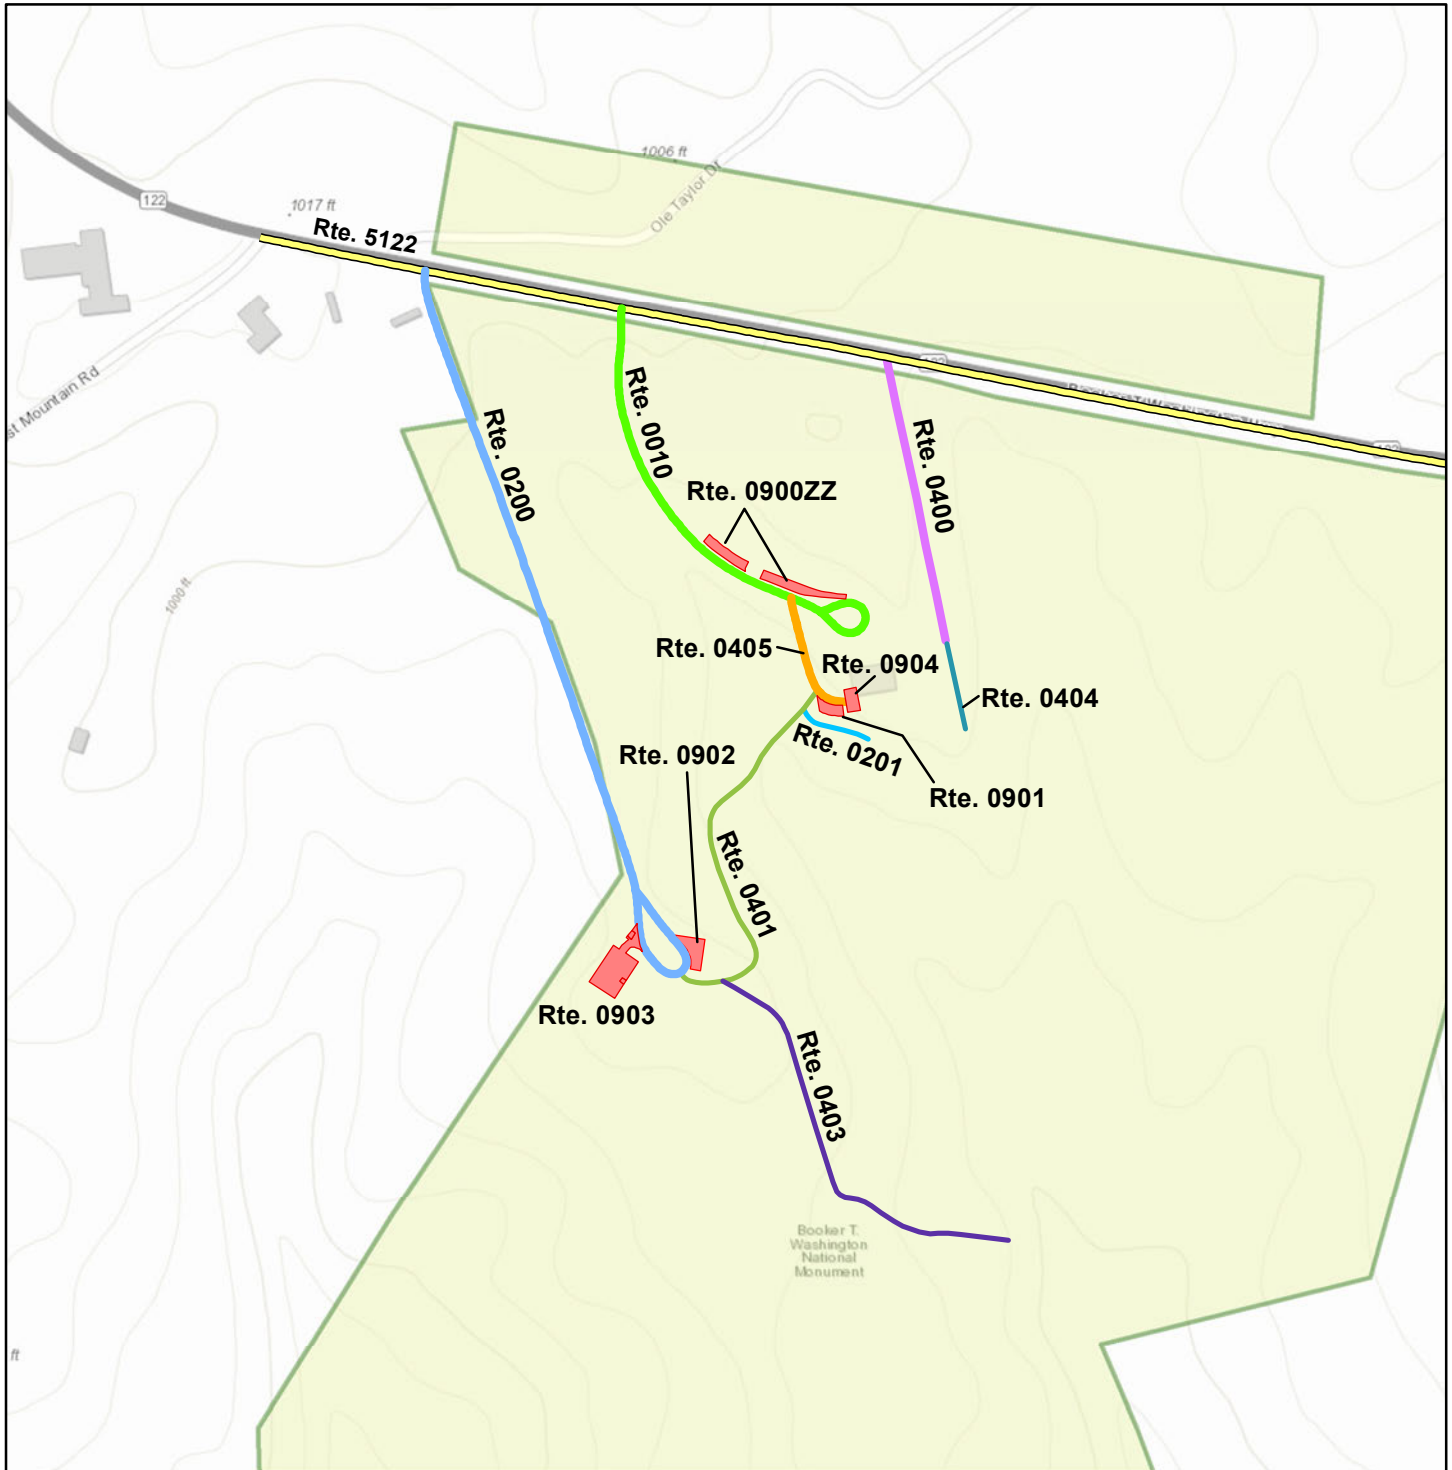 1006 ft
Ole Taylor Dr
122
1017 ft
Rte. 5122
st Mountain Rd
Rte. 0010
Rte. 0200
Rte. 0400
Rte. 0900ZZ
1000 ft
Rte. 0405
Rte. 0904
Rte. 0404
Rte. 0201
Rte. 0902
Rte. 0901
Rte. 0401
Rte. 0903
Rte. 0403
Booker T.
Washington
National
Monument
ft